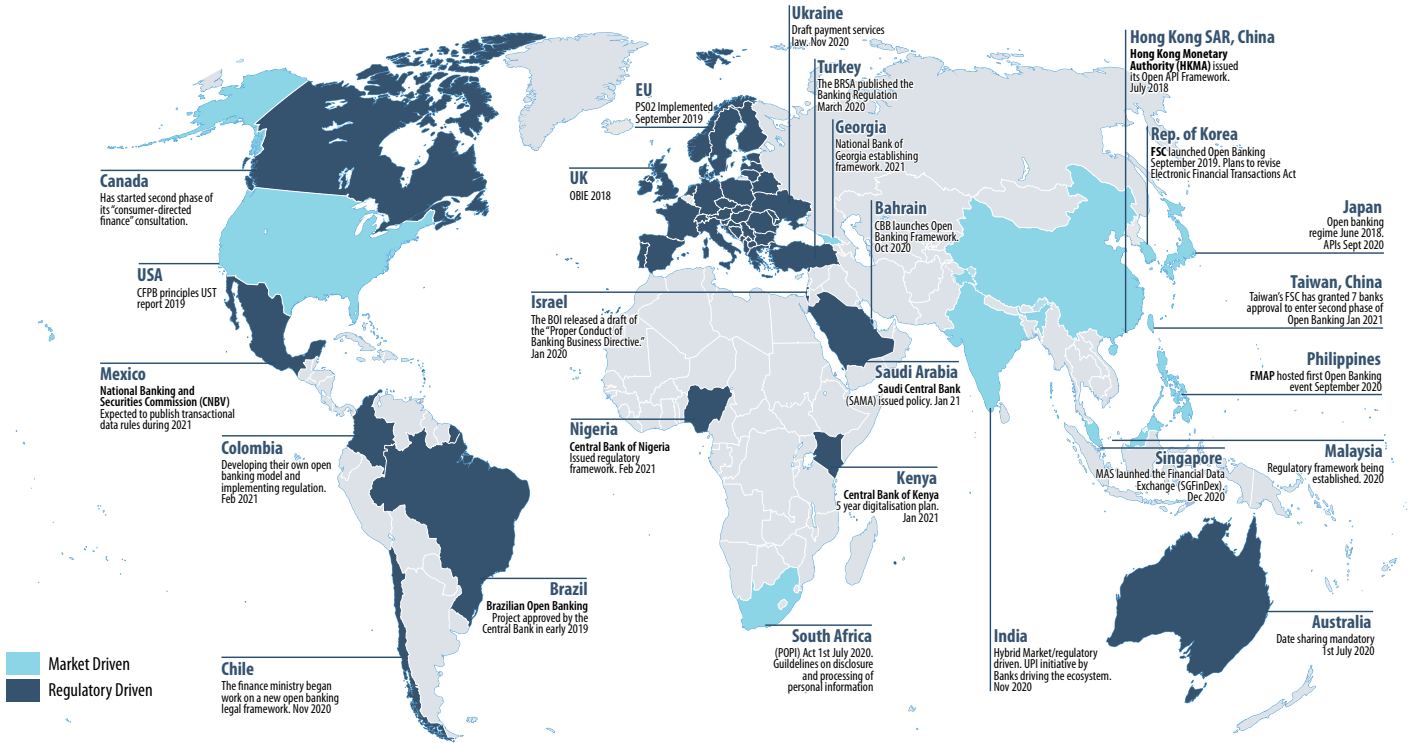 Ukraine
Draft payment services
law. Nov 2020
Turkey
The BRSA published the
Banking Regulation
March 2020
Hong Kong SAR, China
Hong Kong Monetary
Authority (HKMA) issued
its Open API Framework.
July 2018
EU
PS02 Implemented
September 2019
Georgia
National Bank of
Georgia establishing
framework. 2021
Rep. of Korea
FSC launched Open Banking
September 2019. Plans to revise
Electronic Financial Transactions Act
UK
OBIE 2018
Canada
Has started second phase of
its "consumer-directed
finance" consultation.
Bahrain
CBB launches Open
Banking Framework.
Oct 2020
Japan
Open banking
regime June 2018.
APIs Sept 2020
USA
CFPB principles UST
report 2019
Israel
The BOI released a draft of
the "Proper Conduct of
Banking Business Directive."
Jan 2020
Taiwan, China
Taiwan's FSC has granted 7 banks
approval to enter second phase of
Open Banking Jan 2021
Mexico
National Banking and
Securities Commission (CNBV)
Expected to publish transactional
data rules during 2021
Saudi Arabia
Saudi Central Bank
(SAMA) issued policy. Jan 21
Philippines
FMAP hosted first Open Banking
event September 2020
Colombia
Developing their own open
banking model and
implementing regulation.
Feb 2021
Nigeria
Central Bank of Nigeria
Issued regulatory
framework. Feb 2021
Kenya
Central Bank of Kenya
5 year digitalisation plan.
Jan 2021
Singapore
MAS launhed the Financial Data
Exchange (SGFinDex).
Dec 2020
Malaysia
Regulatory framework being
established. 2020
Brazil
Brazilian Open Banking
Project approved by the
Central Bank in early 2019
South Africa
(POPI) Act 1st July 2020.
Guildelines on disclosure
and processing of
personal information
India
Hybrid Market/regulatory
driven. UPI initiative by
Banks driving the ecosystem.
Nov 2020
Australia
Date sharing mandatory
1st July 2020
Chile
The finance ministry began
work on a new open banking
legal framework. Nov 2020
Market Driven
Regulatory Driven